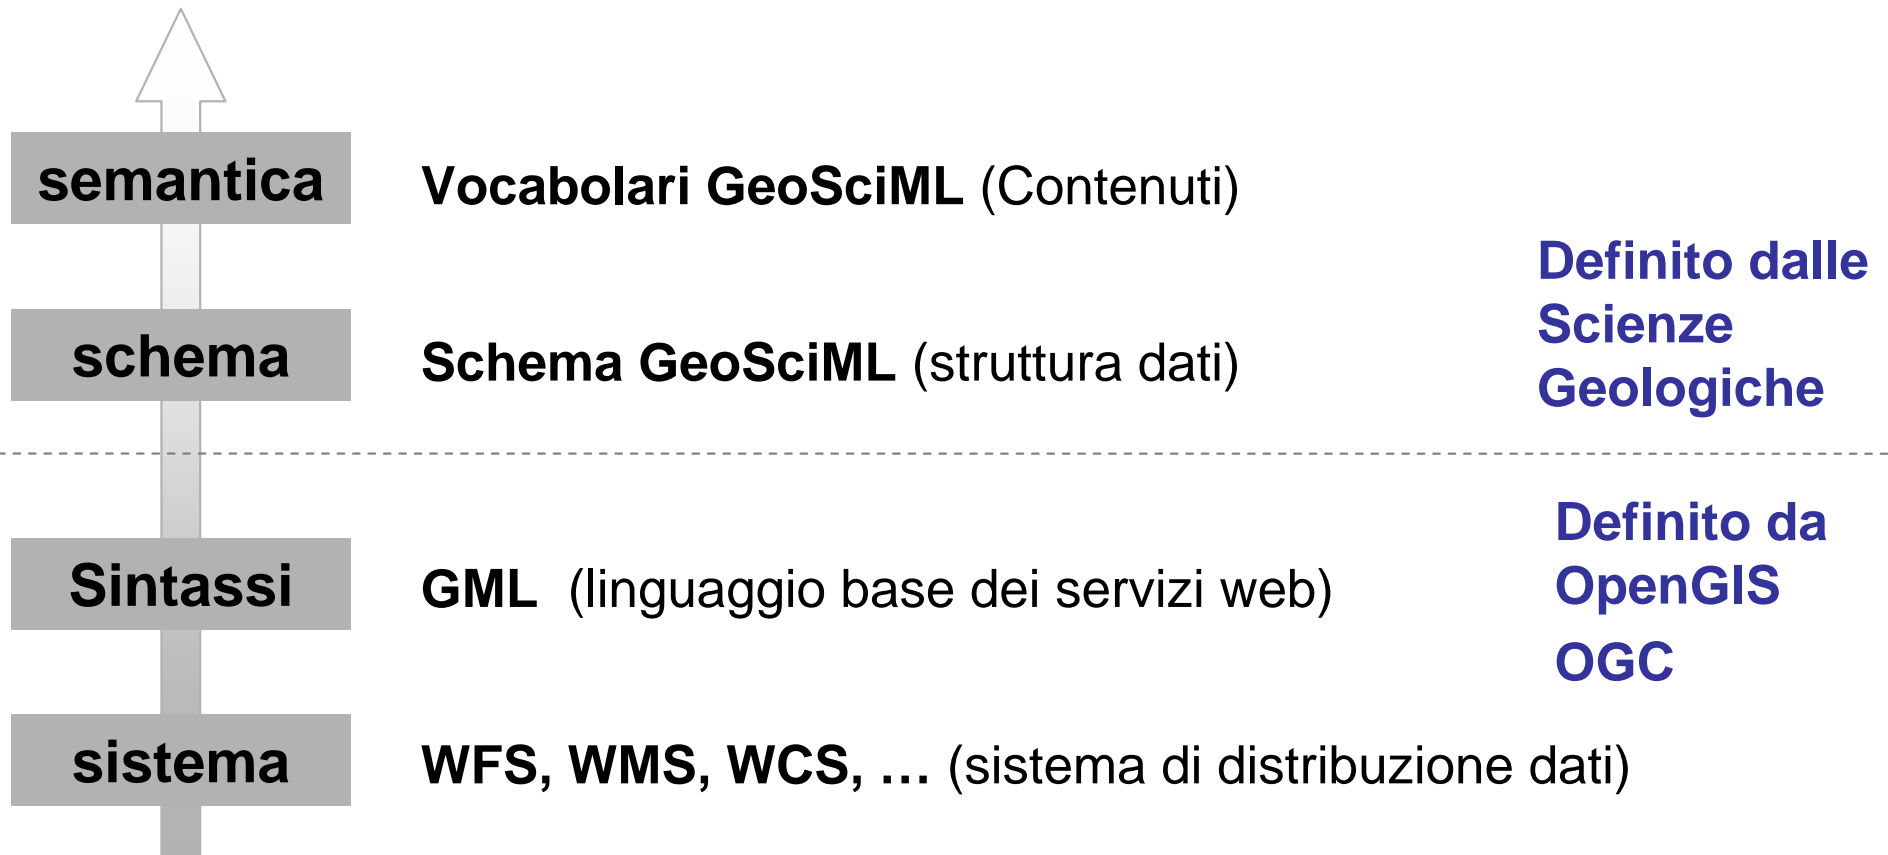 semantica
Vocabolari GeoSciML (Contenuti)
Definito dalle
Scienze
Geologiche
schema
Schema GeoSciML (struttura dati)
Sintassi
GML (linguaggio base dei servizi web)
Definito da
OpenGIS
OGC
sistema
WFS, WMS, WCS, … (sistema di distribuzione dati)